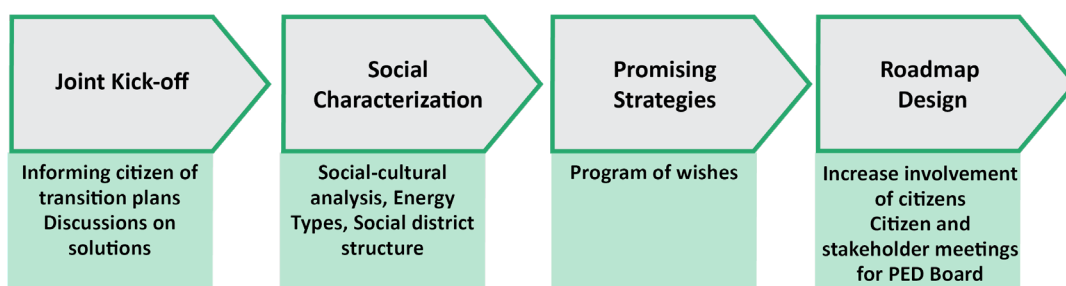 Joint Kick-off
Informing citizen of
transition plans
Discussions on
solutions
Social
Characterization
Social-cultural
analysis, Energy
Types, Social district
structure
Promising
Strategies
Program of wishes
Roadmap
Design
Increase involvement
of citizens
Citizen and
stakeholder meetings
for PED Board